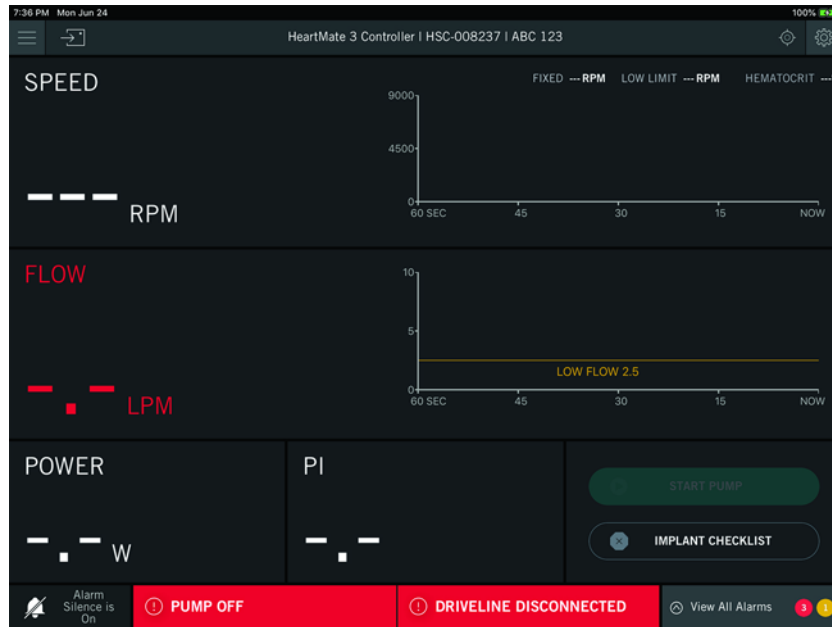 7:36 PM Mon Jun 24
100%
HeartMate 3 Controller I HSC-008237 I ABC 123
SPEED
FIXED --- RPM LOW LIMIT --- RPM HEMATOCRIT ---
9000
4500
0
60 SEC 45 30 15 NOW
--- RPM
FLOW
10
5
LOW FLOW 2.5
0
60 SEC 45 30 15 NOW
-.- LPM
POWER
-.- W
PI
-.-
START PUMP
IMPLANT CHECKLIST
Alarm
Silence is
On
PUMP OFF
DRIVELINE DISCONNECTED
View All Alarms 3 1